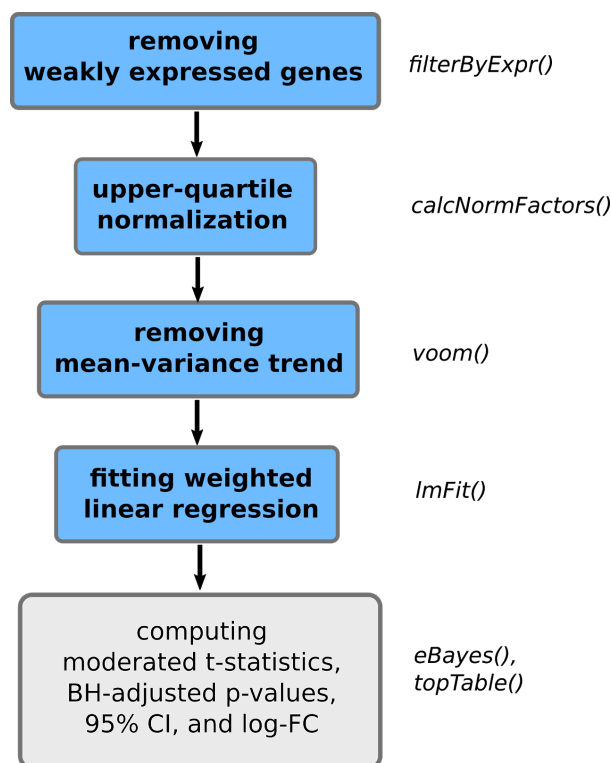 removing
weakly expressed genes
filterByExpr()
upper-quartile
normalization
calcNormFactors()
removing
mean-variance trend
voom()
fitting weighted
linear regression
lmFit()
computing
moderated t-statistics,
BH-adjusted p-values,
95% CI, and log-FC
eBayes(),
topTable()